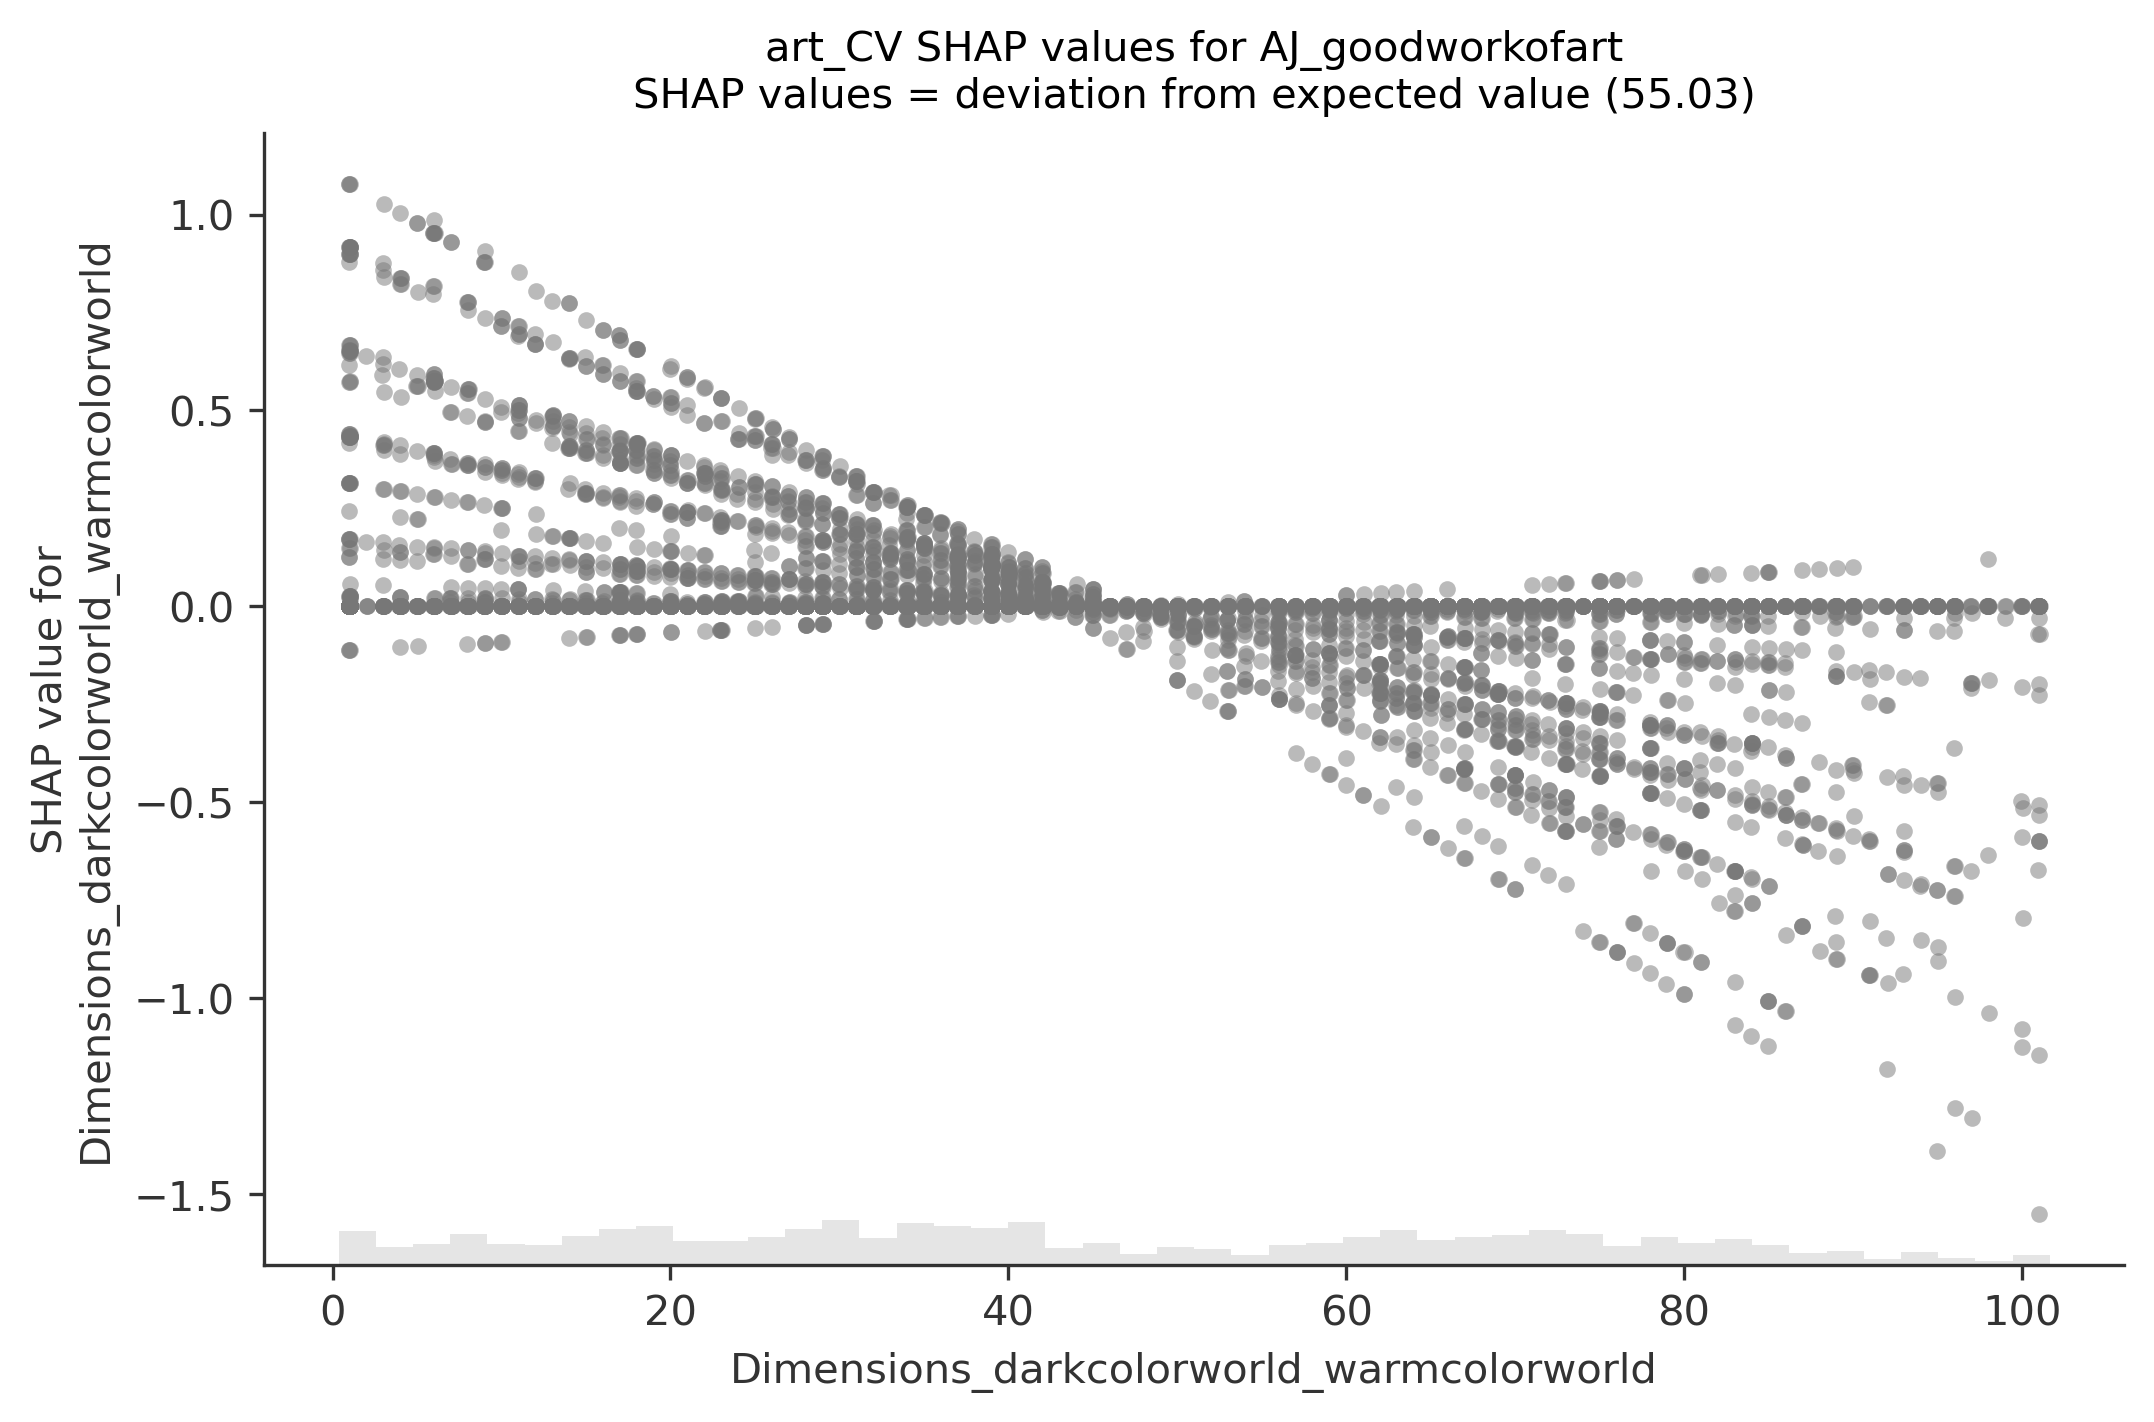 art_CV SHAP values for AJ_goodworkofart
SHAP values = deviation from expected value (55.03)
SHAP value for
Dimensions_darkcolorworld_warmcolorworld
1.0
0.5
0.0
−0.5
−1.0
−1.5
0
20
40
60
80
100
Dimensions_darkcolorworld_warmcolorworld